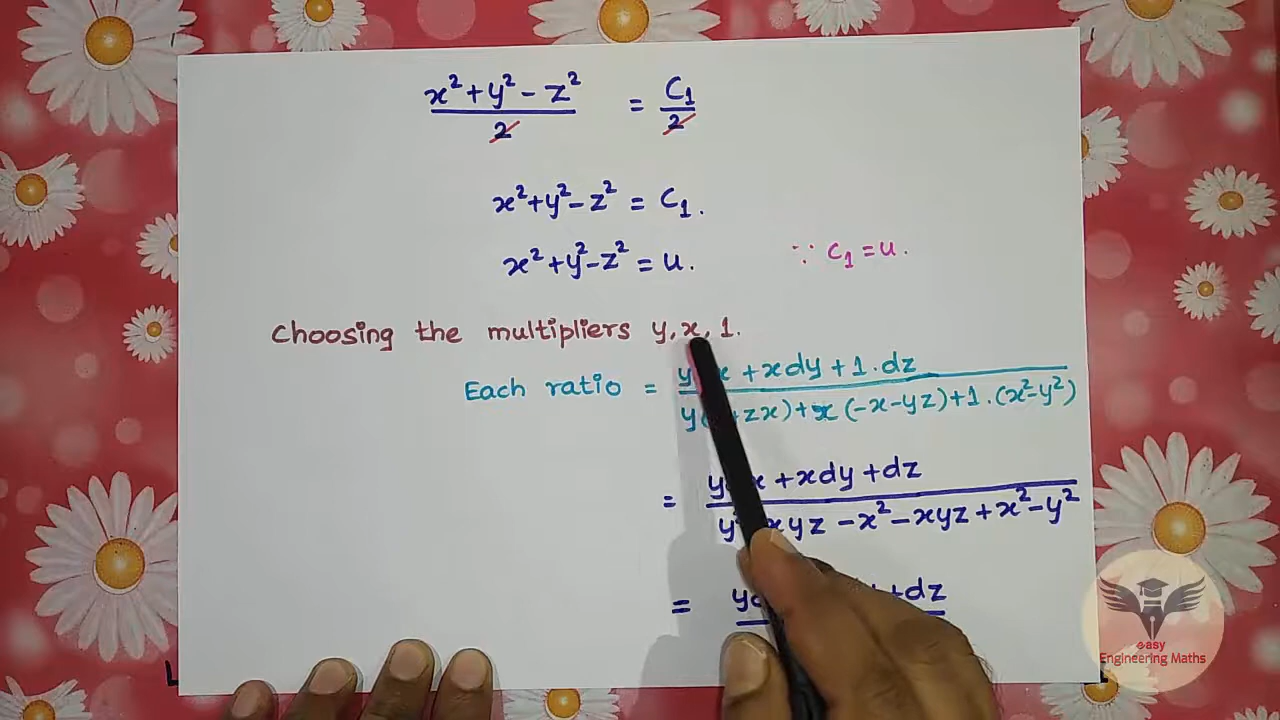 x²+y²-z² / 2 = C₁ / 2
x²+y²-z² = C₁.
x²+y²-z² = u. ∵ C₁ = u.
Choosing the multipliers y, x, 1.
Each ratio = y x + xdy + 1.dz / y( +zx) + x(-x-yz) + 1.(x²-y²)
= y x + xdy + dz / y² xyz - x² - xyz + x² - y²
= yd +dz
easy
Engineering Maths